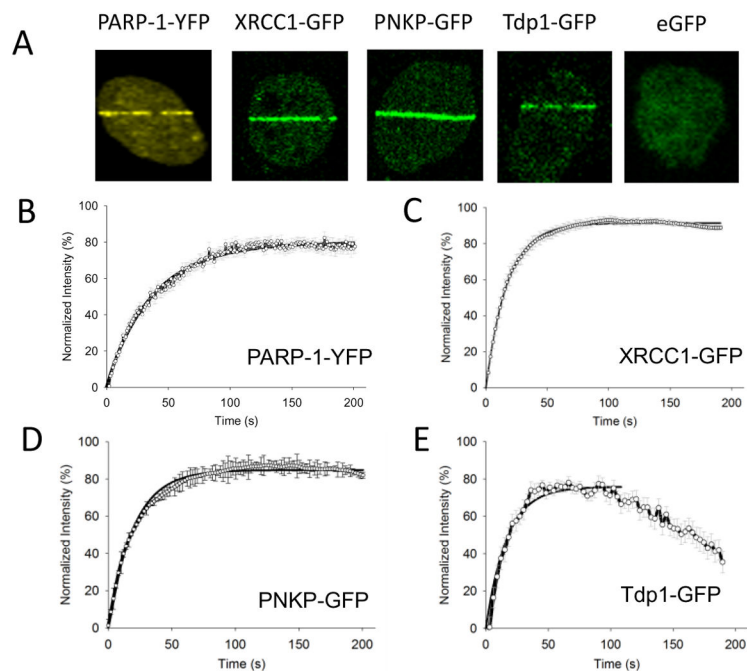 PARP-1-YFP XRCC1-GFP PNKP-GFP Tdp1-GFP eGFP
A
B
Normalized Intensity (%)
100
80
60
40
20
0
PARP-1-YFP
0 50 100 150 200
Time (s)
C
Normalized Intensity (%)
100
80
60
40
20
0
XRCC1-GFP
0 50 100 150 200
Time (s)
D
Normalized Intensity (%)
100
80
60
40
20
0
PNKP-GFP
0 50 100 150 200
Time (s)
E
Normalized Intensity (%)
100
80
60
40
20
0
Tdp1-GFP
0 50 100 150 200
Time (s)